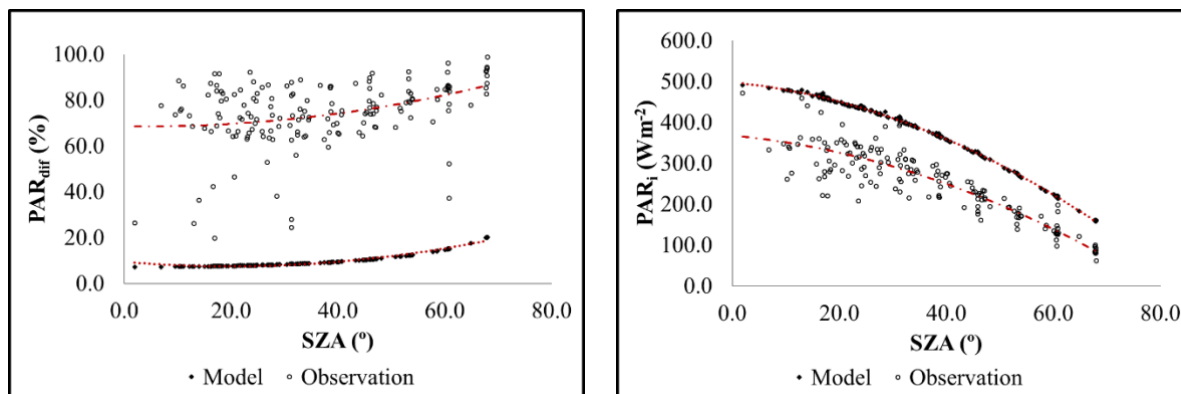 100.0
80.0
60.0
40.0
20.0
0.0
PARdif (%)
0.0 20.0 40.0 60.0 80.0
SZA (º)
Model Observation
600.0
500.0
400.0
300.0
200.0
100.0
0.0
PARi (Wm-2)
0.0 20.0 40.0 60.0 80.0
SZA (º)
Model Observation